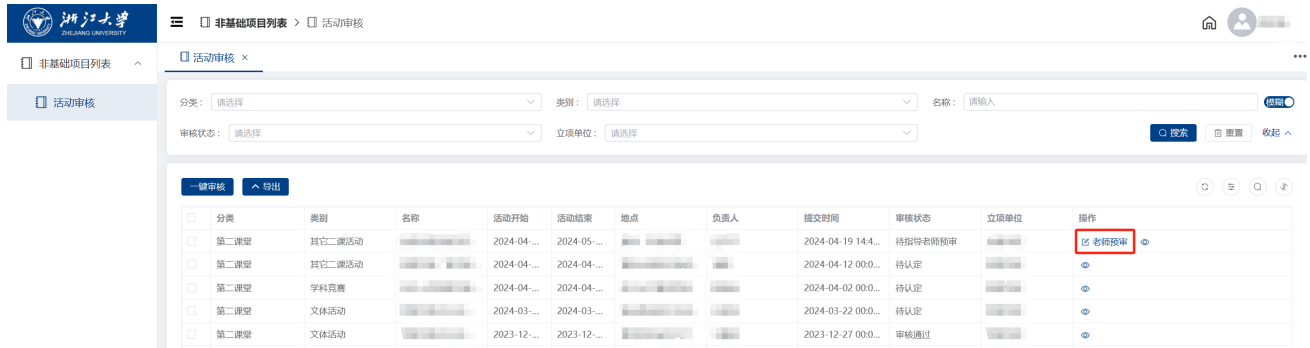 浙江大学
ZHEJIANG UNIVERSITY
非基础项目列表 > 活动审核
非基础项目列表
活动审核
活动审核 ×
分类： 请选择 类别： 请选择 名称： 请输入 模糊
审核状态： 请选择 立项单位： 请选择 搜索 重置 收起
一键审核 导出
分类 类别 名称 活动开始 活动结束 地点 负责人 提交时间 审核状态 立项单位 操作
第二课堂 其它二课活动 2024-04-... 2024-05-... 2024-04-19 14:4... 待指导老师预审 老师预审
第二课堂 其它二课活动 2024-04-... 2024-04-... 2024-04-12 00:0... 待认定
第二课堂 学科竞赛 2024-04-... 2024-04-... 2024-04-02 00:0... 待认定
第二课堂 文体活动 2024-03-... 2024-03-... 2024-03-22 00:0... 待认定
第二课堂 文体活动 2023-12-... 2023-12-... 2023-12-27 00:0... 审核通过